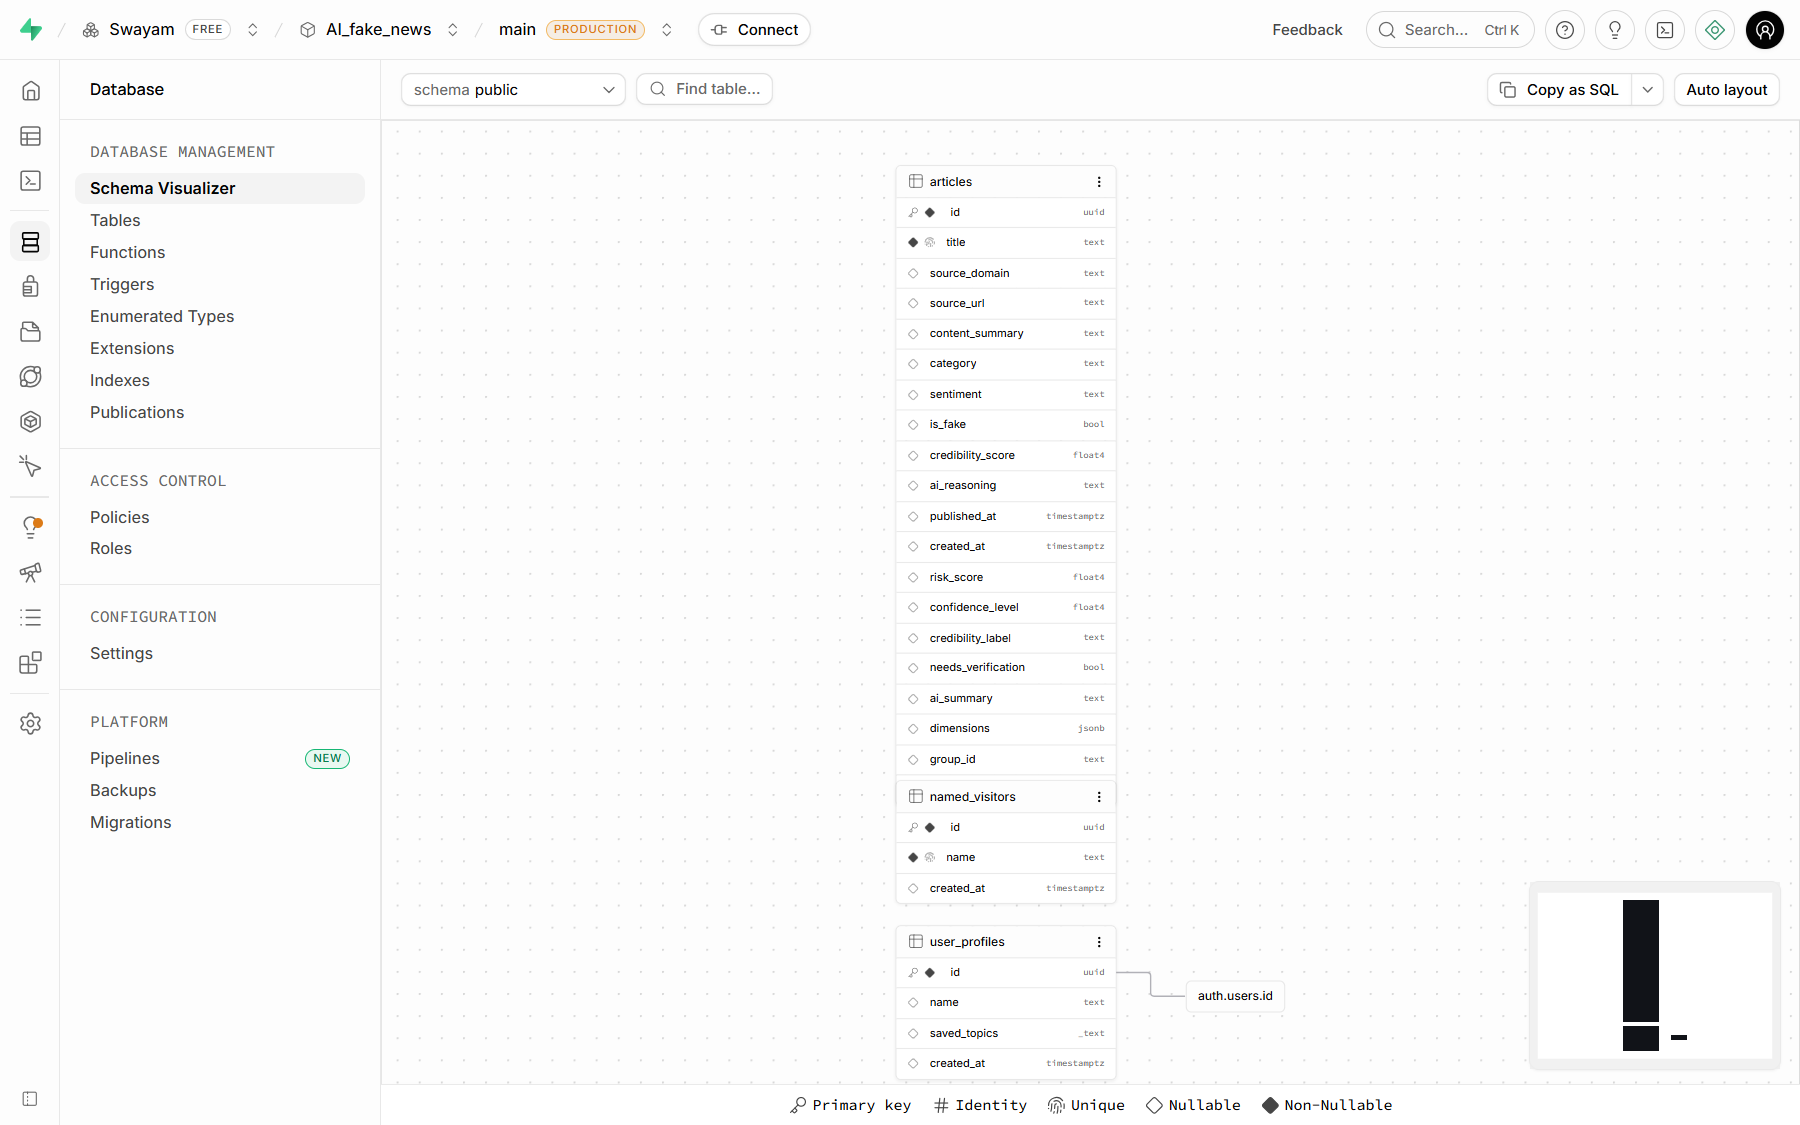 Swayam FREE AI_fake_news main PRODUCTION Connect Feedback Search... Ctrl K
Database
schema public Find table... Copy as SQL Auto layout
DATABASE MANAGEMENT
Schema Visualizer
Tables
Functions
Triggers
Enumerated Types
Extensions
Indexes
Publications
ACCESS CONTROL
Policies
Roles
CONFIGURATION
Settings
PLATFORM
Pipelines NEW
Backups
Migrations
articles
id uuid
title text
source_domain text
source_url text
content_summary text
category text
sentiment text
is_fake bool
credibility_score float4
ai_reasoning text
published_at timestamptz
created_at timestamptz
risk_score float4
confidence_level float4
credibility_label text
needs_verification bool
ai_summary text
dimensions jsonb
group_id text
named_visitors
id uuid
name text
created_at timestamptz
user_profiles
id uuid
name text
saved_topics _text
created_at timestamptz
auth.users.id
Primary key Identity Unique Nullable Non-Nullable